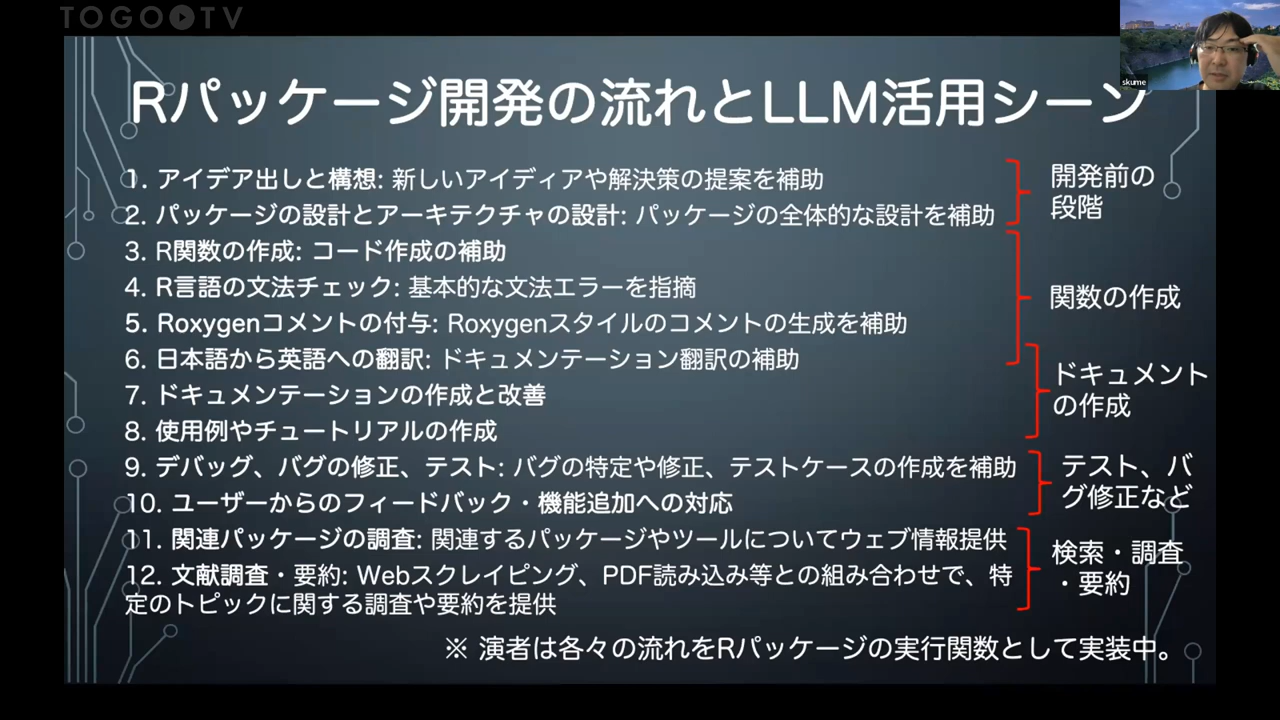 TOGO TV
skume
Rパッケージ開発の流れとLLM活用シーン
1. アイデア出しと構想: 新しいアイディアや解決策の提案を補助
2. パッケージの設計とアーキテクチャの設計: パッケージの全体的な設計を補助
開発前の
段階
3. R関数の作成: コード作成の補助
4. R言語の文法チェック: 基本的な文法エラーを指摘
5. Roxygenコメントの付与: Roxygenスタイルのコメントの生成を補助
6. 日本語から英語への翻訳: ドキュメンテーション翻訳の補助
関数の作成
7. ドキュメンテーションの作成と改善
8. 使用例やチュートリアルの作成
ドキュメント
の作成
9. デバッグ、バグの修正、テスト: バグの特定や修正、テストケースの作成を補助
10. ユーザーからのフィードバック・機能追加への対応
テスト、バ
グ修正など
11. 関連パッケージの調査: 関連するパッケージやツールについてウェブ情報提供
12. 文献調査・要約: Webスクレイピング、PDF読み込み等との組み合わせで、特
定のトピックに関する調査や要約を提供
検索・調査
・要約
※ 演者は各々の流れをRパッケージの実行関数として実装中。